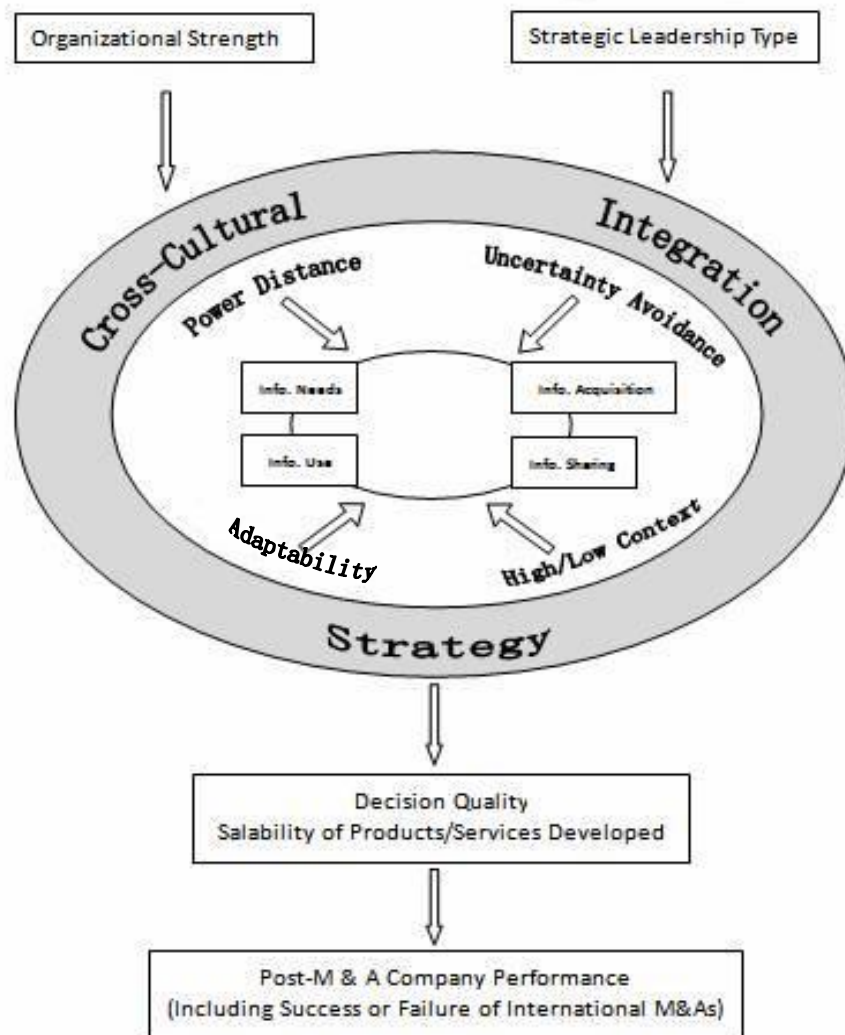 Organizational Strength
Strategic Leadership Type
Cross-Cultural
Integration
Power Distance
Uncertainty Avoidance
Info. Needs
Info. Acquisition
Info. Use
Info. Sharing
Adaptability
High/Low Context
Strategy
Decision Quality
Salability of Products/Services Developed
Post-M & A Company Performance
(Including Success or Failure of International M&As)